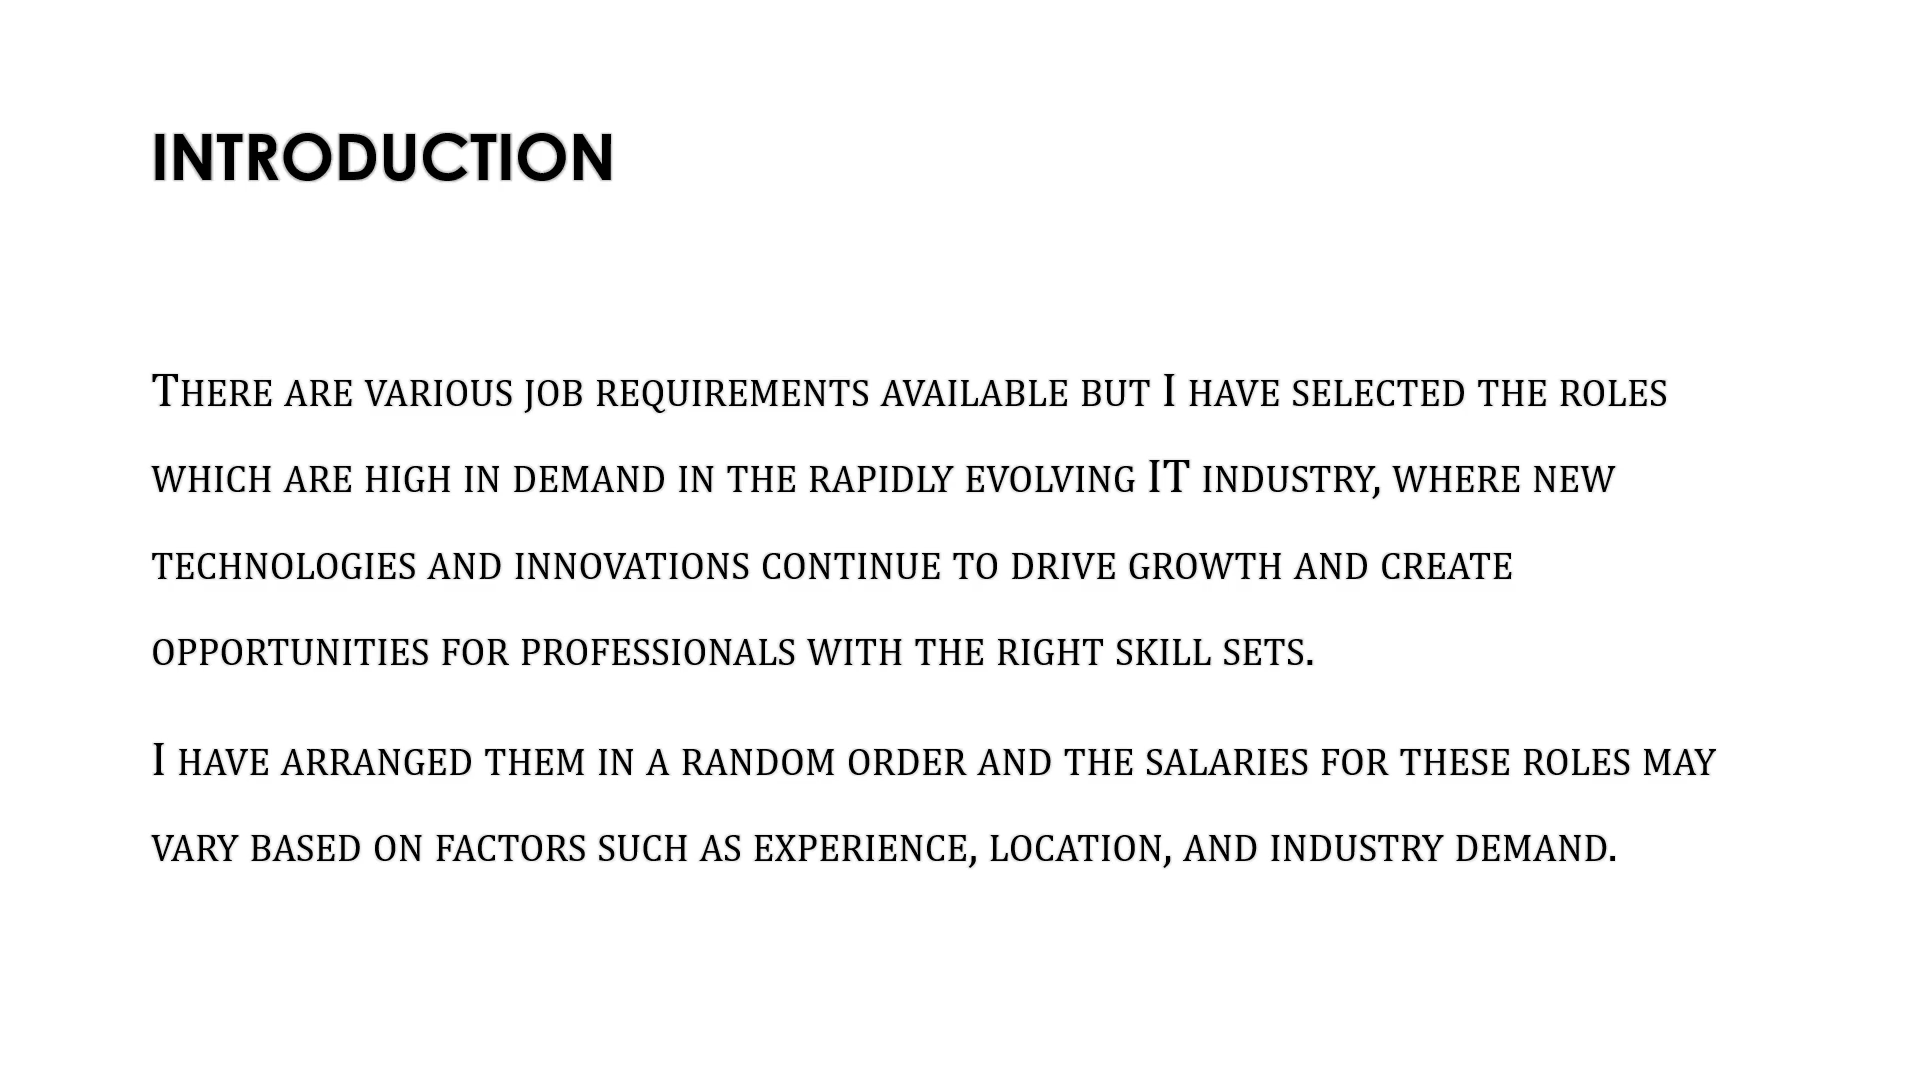 INTRODUCTION
There are various job requirements available but I have selected the roles
which are high in demand in the rapidly evolving IT industry, where new
technologies and innovations continue to drive growth and create
opportunities for professionals with the right skill sets.
I have arranged them in a random order and the salaries for these roles may
vary based on factors such as experience, location, and industry demand.